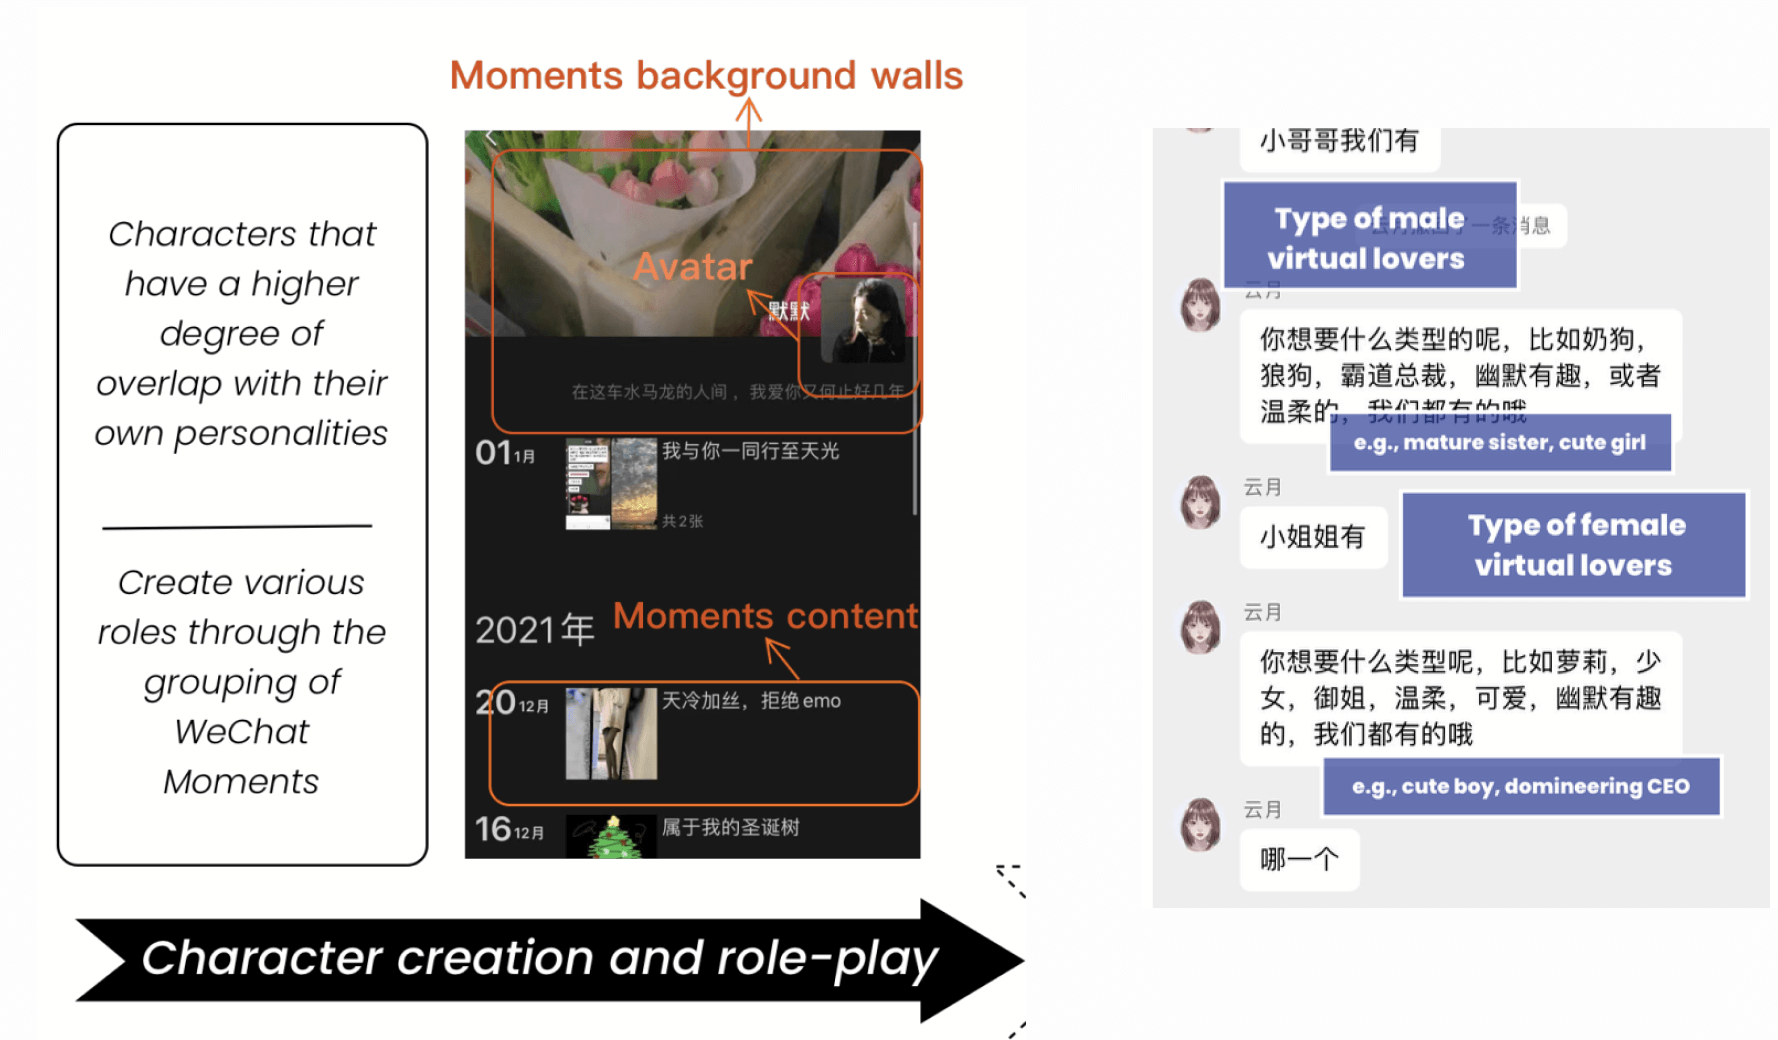 Moments background walls
Characters that
have a higher
degree of
overlap with their
own personalities
Create various
roles through the
grouping of
WeChat
Moments
Avatar
默默
在这车水马龙的人间，我爱你又何止好几年
01 1月
我与你一同行至天光
共2张
2021年
Moments content
20 12月
天冷加丝，拒绝emo
16 12月
属于我的圣诞树
Character creation and role-play
小哥哥我们有
Type of male
virtual lovers
一条消息
云月
你想要什么类型的呢，比如奶狗，
狼狗，霸道总裁，幽默有趣，或者
温柔的，我们都有的哦
e.g., mature sister, cute girl
云月
小姐姐有
Type of female
virtual lovers
云月
你想要什么类型呢，比如萝莉，少
女，御姐，温柔，可爱，幽默有趣
的，我们都有的哦
e.g., cute boy, domineering CEO
云月
哪一个